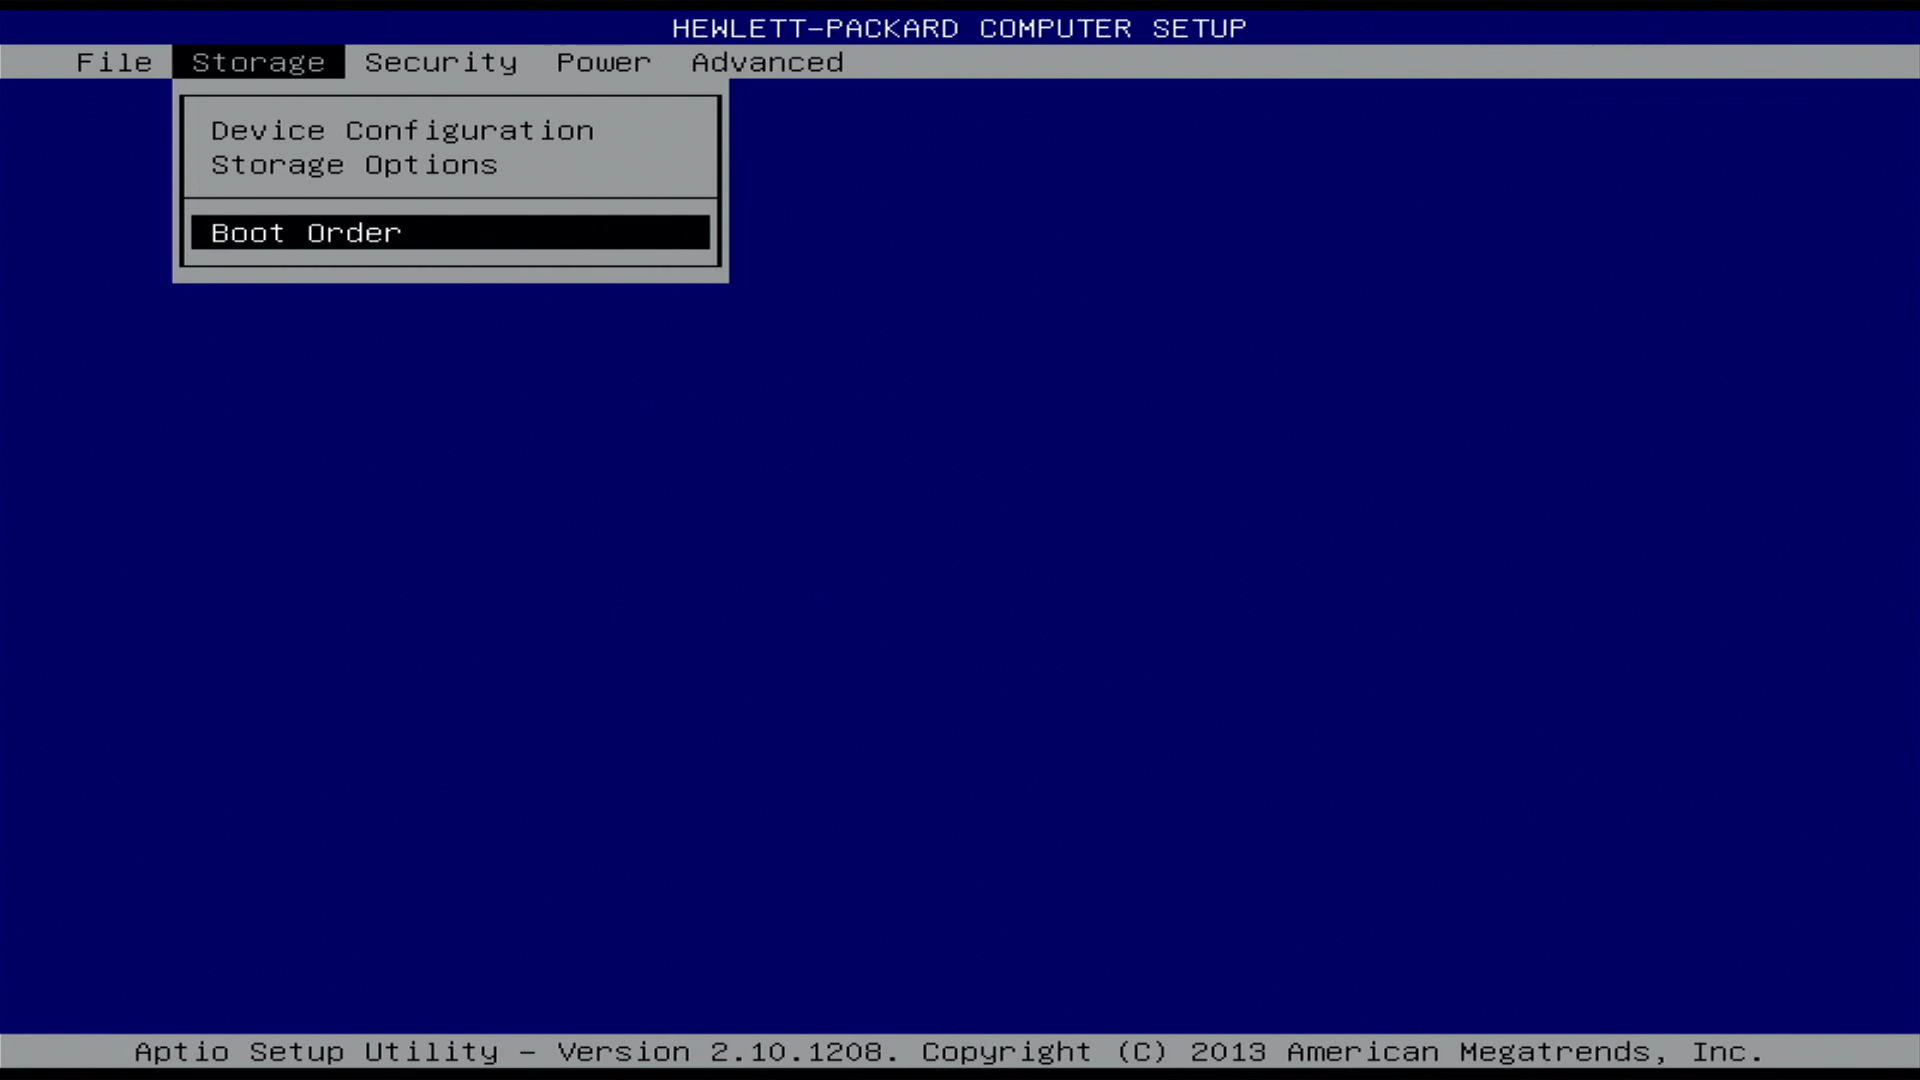 HEWLETT-PACKARD COMPUTER SETUP
File Storage Security Power Advanced
Device Configuration
Storage Options
Boot Order
Aptio Setup Utility - Version 2.10.1208. Copyright (C) 2013 American Megatrends, Inc.